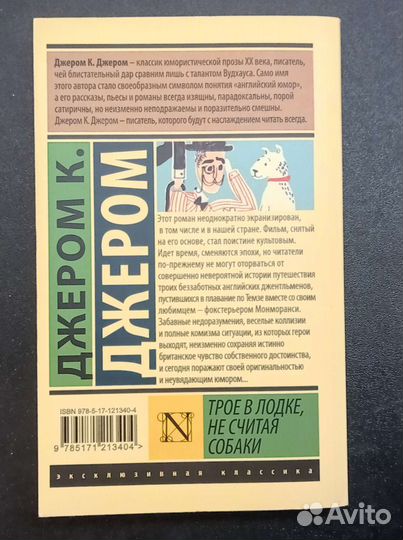 Джером К. Джером – классик юмористической прозы XX века, писатель,
чей блистательный дар сравним лишь с талантом Вудхауса. Само имя
этого автора стало своеобразным символом понятия «английский юмор»,
а его рассказы, пьесы и романы всегда изящны, парадоксальны, порой
сатиричны, но неизменно неподражаемы и поразительно смешны.
Джером К. Джером – писатель, которого будут с наслаждением читать всегда.
ДЖЕРОМ К.
ДЖЕРОМ
Этот роман неоднократно экранизирован,
в том числе и в нашей стране. Фильм, снятый
на его основе, стал поистине культовым.
Идет время, сменяются эпохи, но читатели
по-прежнему не могут оторваться от
совершенно невероятной истории путешествия
троих беззаботных английских джентльменов,
пустившихся в плавание по Темзе вместе со своим
любимцем – фокстерьером Монморанси.
Забавные недоразумения, веселые коллизии
и полные комизма ситуации, из которых герои
выходят, неизменно сохраняя истинно
британское чувство собственного достоинства,
и сегодня поражают своей оригинальностью
и неувядающим юмором...
ISBN 978-5-17-121340-4
9 785171 213404 >
N
ТРОЕ В ЛОДКЕ,
НЕ СЧИТАЯ
СОБАКИ
эксклюзивная классика
Avito